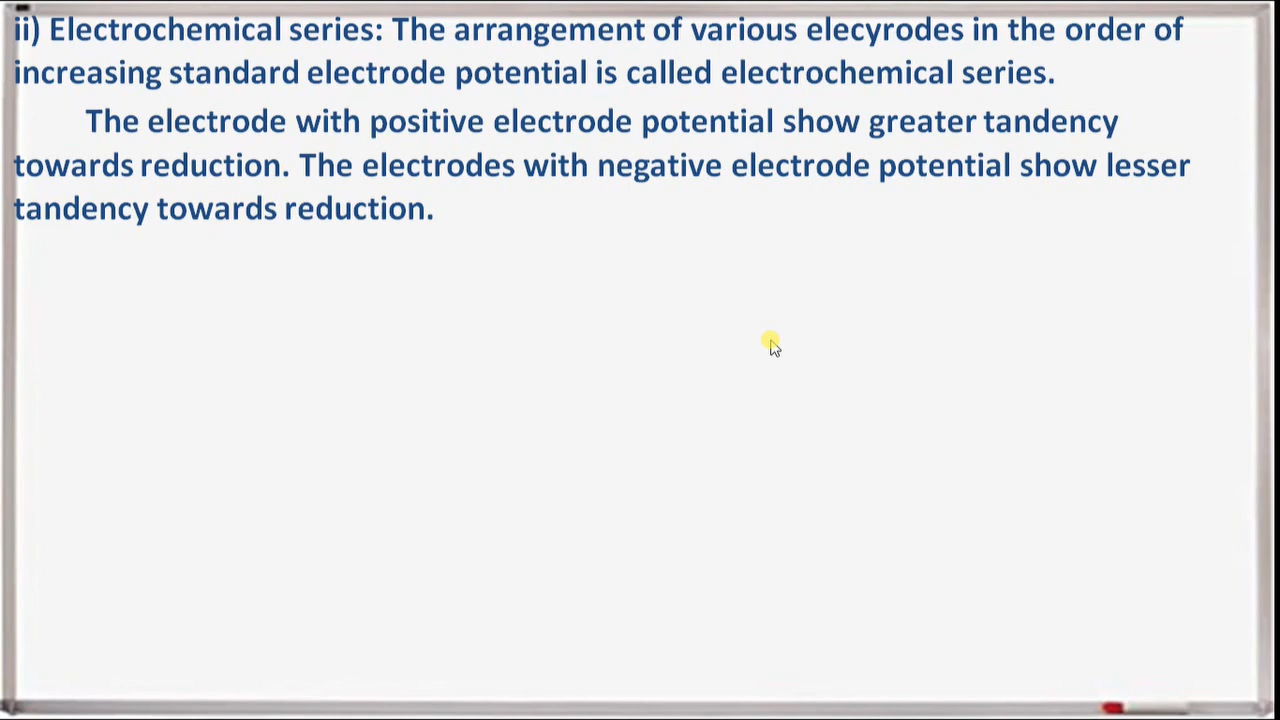 ii) Electrochemical series: The arrangement of various elecyrodes in the order of
increasing standard electrode potential is called electrochemical series.
The electrode with positive electrode potential show greater tandency
towards reduction. The electrodes with negative electrode potential show lesser
tandency towards reduction.